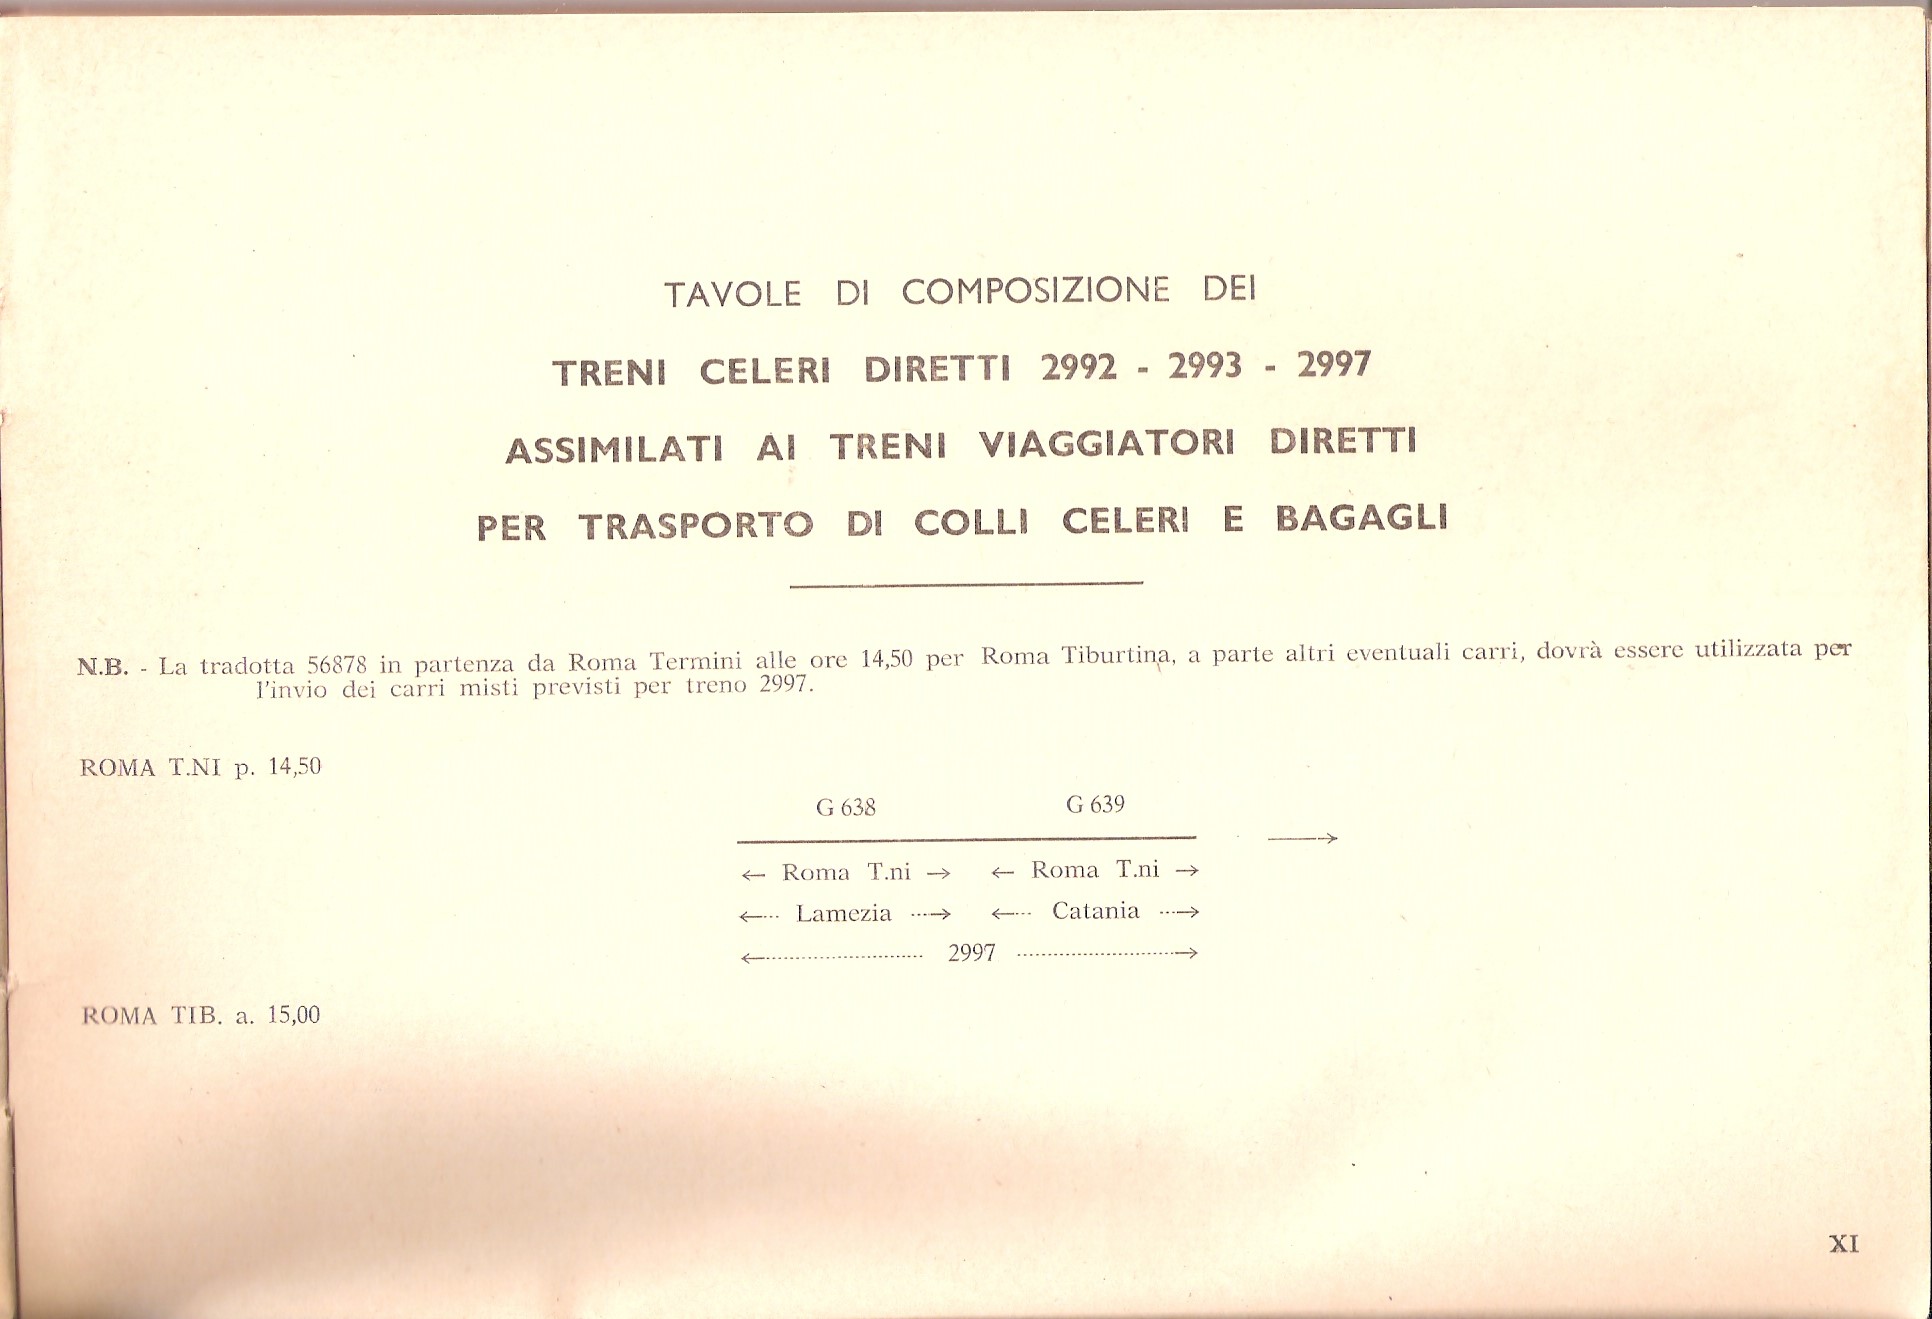 TAVOLE DI COMPOSIZIONE DEI
TRENI CELERI DIRETTI 2992 - 2993 - 2997
ASSIMILATI AI TRENI VIAGGIATORI DIRETTI
PER TRASPORTO DI COLLI CELERI E BAGAGLI
N.B. - La tradotta 56878 in partenza da Roma Termini alle ore 14,50 per Roma Tiburtina, a parte altri eventuali carri, dovrà essere utilizzata per
l'invio dei carri misti previsti per treno 2997.
ROMA T.NI p. 14,50
G 638 G 639
→
← Roma T.ni → ← Roma T.ni →
←··· Lamezia ···→ ←··· Catania ···→
←........................ 2997 ........................→
ROMA TIB. a. 15,00
XI